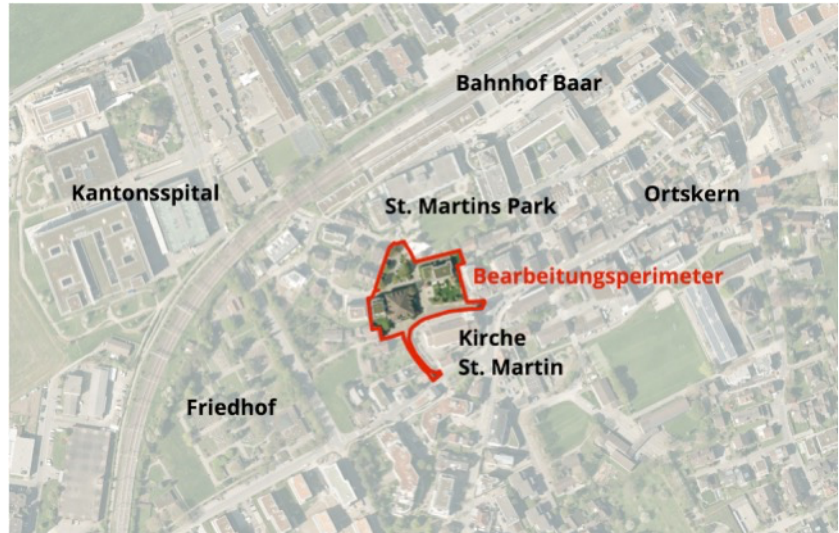 Bahnhof Baar
Kantonsspital
Ortskern
St. Martins Park
Bearbeitungsperimeter
Kirche
St. Martin
Friedhof